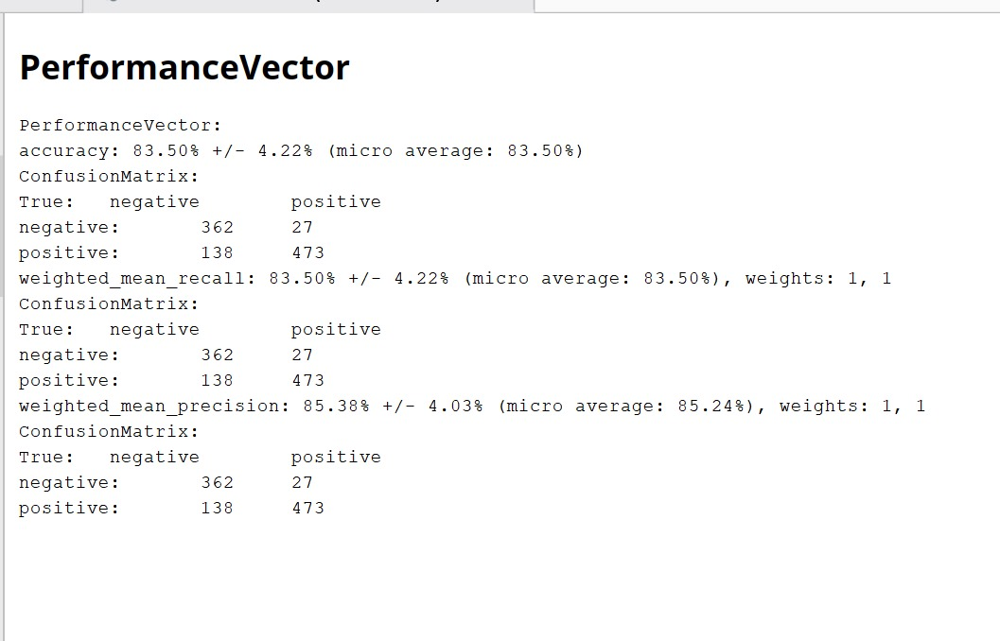 PerformanceVector
PerformanceVector:
accuracy: 83.50% +/- 4.22% (micro average: 83.50%)
ConfusionMatrix:
True:   negative        positive
negative:       362     27
positive:       138     473
weighted_mean_recall: 83.50% +/- 4.22% (micro average: 83.50%), weights: 1, 1
ConfusionMatrix:
True:   negative        positive
negative:       362     27
positive:       138     473
weighted_mean_precision: 85.38% +/- 4.03% (micro average: 85.24%), weights: 1, 1
ConfusionMatrix:
True:   negative        positive
negative:       362     27
positive:       138     473